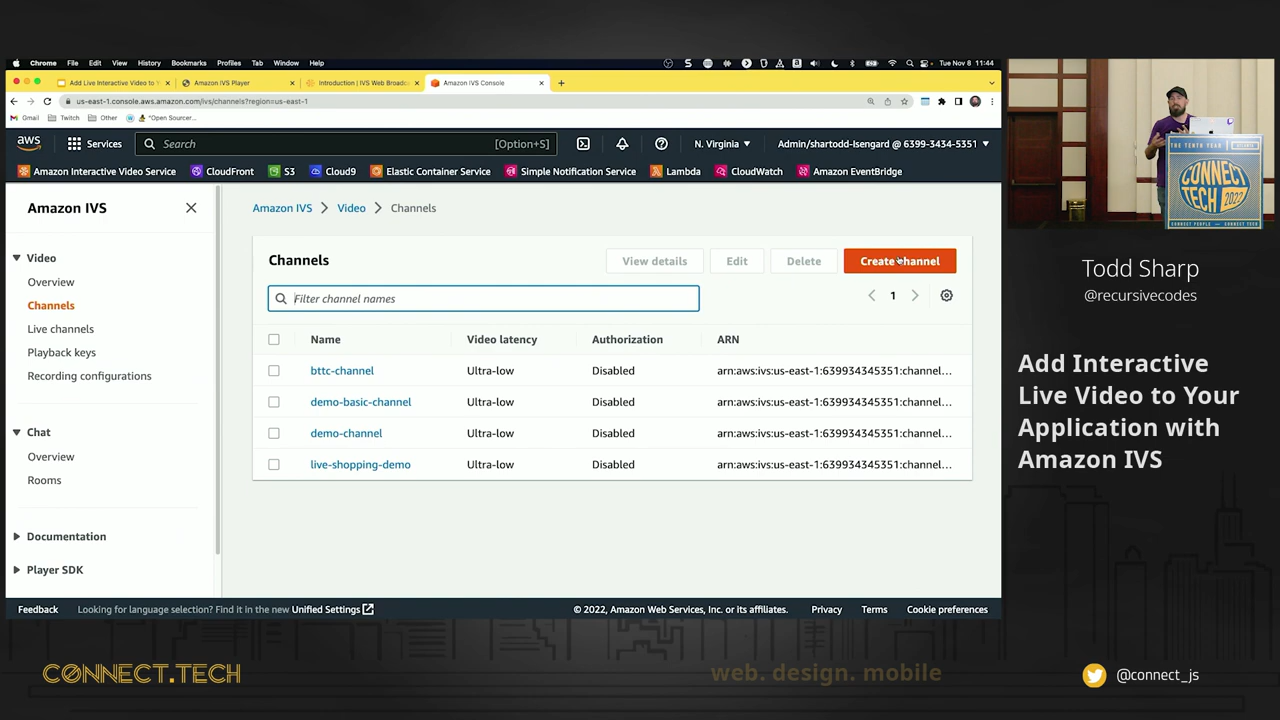 Chrome File Edit View History Bookmarks Profiles Tab Window Help
Tue Nov 8 11:44
Add Live Interactive Video to Y
Amazon IVS Player
Introduction | IVS Web Broadc
Amazon IVS Console
us-east-1.console.aws.amazon.com/ivs/channels?region=us-east-1
Gmail Twitch Other [Open Sourcer...
aws
Services
Search
[Option+S]
N. Virginia
Admin/shartodd-Isengard @ 6399-3434-5351
Amazon Interactive Video Service CloudFront S3 Cloud9 Elastic Container Service Simple Notification Service Lambda CloudWatch Amazon EventBridge
Amazon IVS
Video
Overview
Channels
Live channels
Playback keys
Recording configurations
Chat
Overview
Rooms
Documentation
Player SDK
Amazon IVS > Video > Channels
Channels
View details Edit Delete Create channel
Filter channel names
1
Name Video latency Authorization ARN
bttc-channel Ultra-low Disabled arn:aws:ivs:us-east-1:639934345351:channel...
demo-basic-channel Ultra-low Disabled arn:aws:ivs:us-east-1:639934345351:channel...
demo-channel Ultra-low Disabled arn:aws:ivs:us-east-1:639934345351:channel...
live-shopping-demo Ultra-low Disabled arn:aws:ivs:us-east-1:639934345351:channel...
Feedback Looking for language selection? Find it in the new Unified Settings © 2022, Amazon Web Services, Inc. or its affiliates. Privacy Terms Cookie preferences
THE TENTH YEAR
CONNECT
TECH 2022
CONNECT PEOPLE CONNECT TECH
Todd Sharp
@recursivecodes
Add Interactive
Live Video to Your
Application with
Amazon IVS
CONNECT.TECH
web. design. mobile
@connect_js